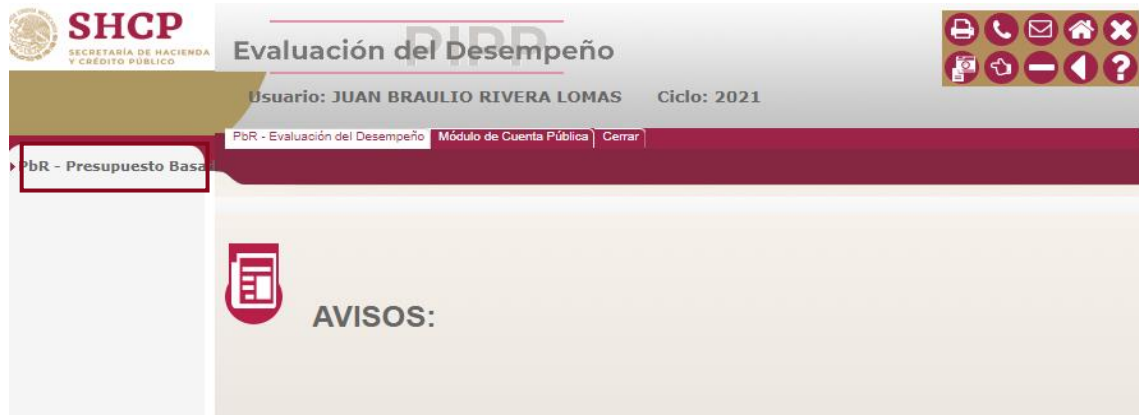 SHCP
SECRETARÍA DE HACIENDA
Y CRÉDITO PÚBLICO
PIPP
Evaluación del Desempeño
Usuario: JUAN BRAULIO RIVERA LOMAS Ciclo: 2021
PbR - Evaluación del Desempeño Módulo de Cuenta Pública Cerrar
PbR - Presupuesto Basad
?
AVISOS: